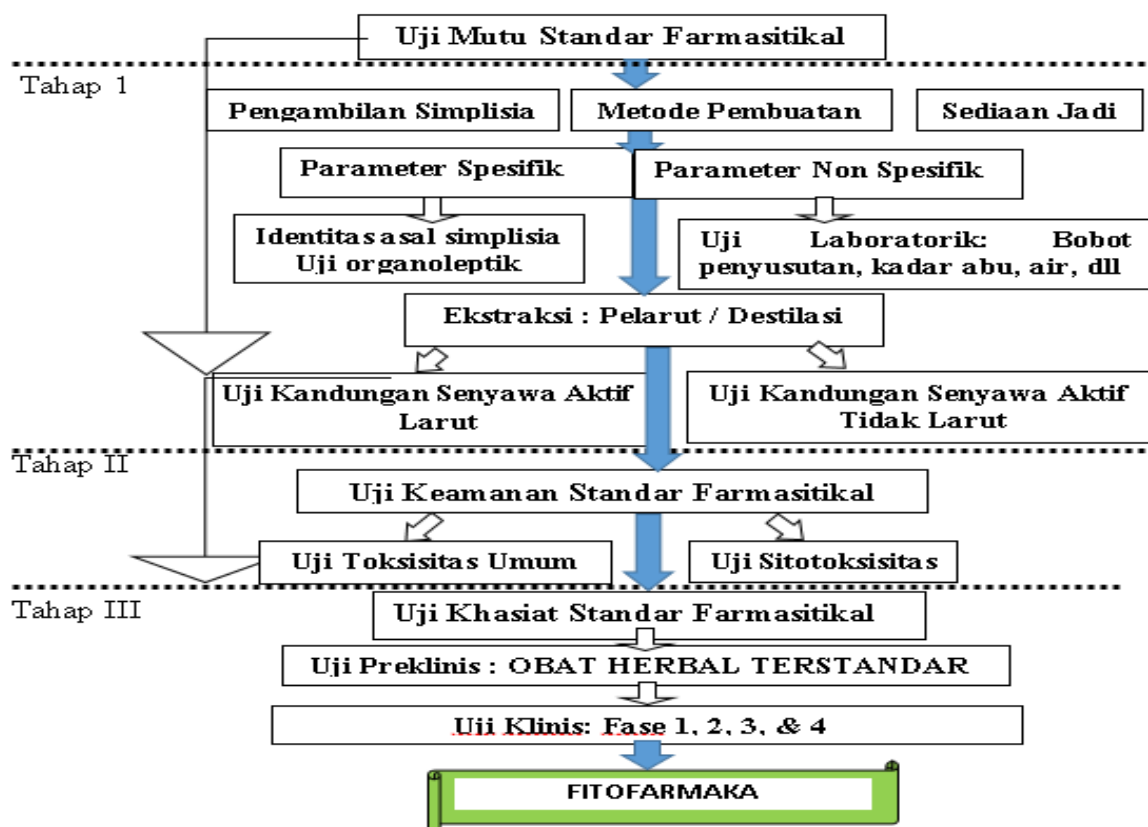 Uji Mutu Standar Farmasitikal
Tahap 1
Pengambilan Simplisia
Metode Pembuatan
Sediaan Jadi
Parameter Spesifik
Parameter Non Spesifik
Identitas asal simplisia
Uji organoleptik
Uji Laboratorik: Bobot
penyusutan, kadar abu, air, dll
Ekstraksi : Pelarut / Destilasi
Uji Kandungan Senyawa Aktif
Larut
Uji Kandungan Senyawa Aktif
Tidak Larut
Tahap II
Uji Keamanan Standar Farmasitikal
Uji Toksisitas Umum
Uji Sitotoksisitas
Tahap III
Uji Khasiat Standar Farmasitikal
Uji Preklinis : OBAT HERBAL TERSTANDAR
Uji Klinis: Fase 1, 2, 3, & 4
FITOFARMAKA